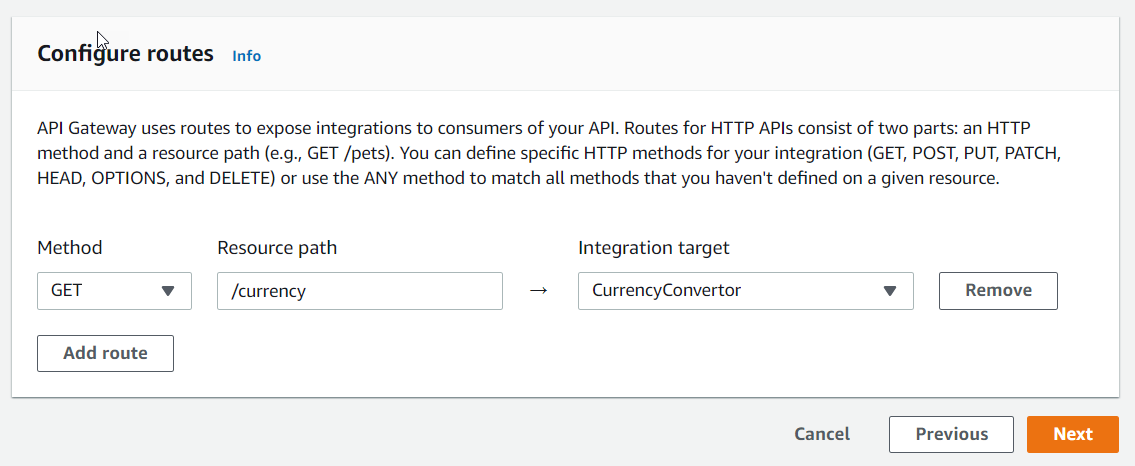 Configure routes Info
API Gateway uses routes to expose integrations to consumers of your API. Routes for HTTP APIs consist of two parts: an HTTP
method and a resource path (e.g., GET /pets). You can define specific HTTP methods for your integration (GET, POST, PUT, PATCH,
HEAD, OPTIONS, and DELETE) or use the ANY method to match all methods that you haven't defined on a given resource.
Method Resource path Integration target
GET /currency → CurrencyConvertor Remove
Add route
Cancel Previous Next